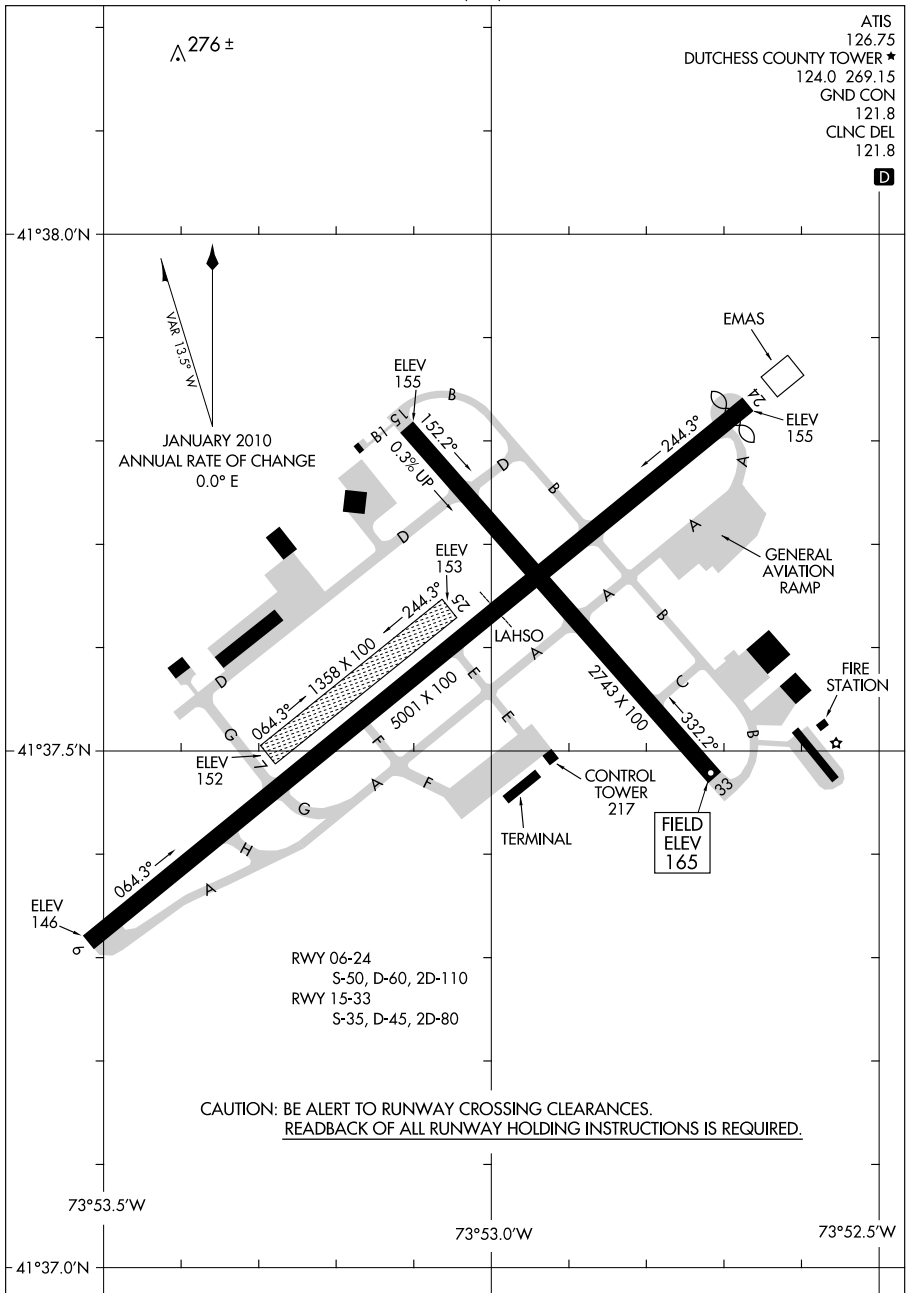 276 ±
ATIS
126.75
DUTCHESS COUNTY TOWER ★
124.0 269.15
GND CON
121.8
CLNC DEL
121.8
D
41°38.0'N
VAR 13.5° W
JANUARY 2010
ANNUAL RATE OF CHANGE
0.0° E
EMAS
ELEV
155
B
24
ELEV
155
15
B1
152.2°
0.3% UP
244.3°
A
D
B
B
D
A
GENERAL
AVIATION
RAMP
ELEV
153
244.3°
25
LAHSO
A
B
A
1358 X 100
5001 X 100
2743 X 100
E
E
C
FIRE
STATION
D
064.3°
332.2°
B
G
F
41°37.5'N
ELEV
152
7
CONTROL
TOWER
217
A
F
33
G
TERMINAL
FIELD
ELEV
165
H
064.3°
A
ELEV
146
6
RWY 06-24
S-50, D-60, 2D-110
RWY 15-33
S-35, D-45, 2D-80
CAUTION: BE ALERT TO RUNWAY CROSSING CLEARANCES.
READBACK OF ALL RUNWAY HOLDING INSTRUCTIONS IS REQUIRED.
73°53.5'W
73°53.0'W
73°52.5'W
41°37.0'N